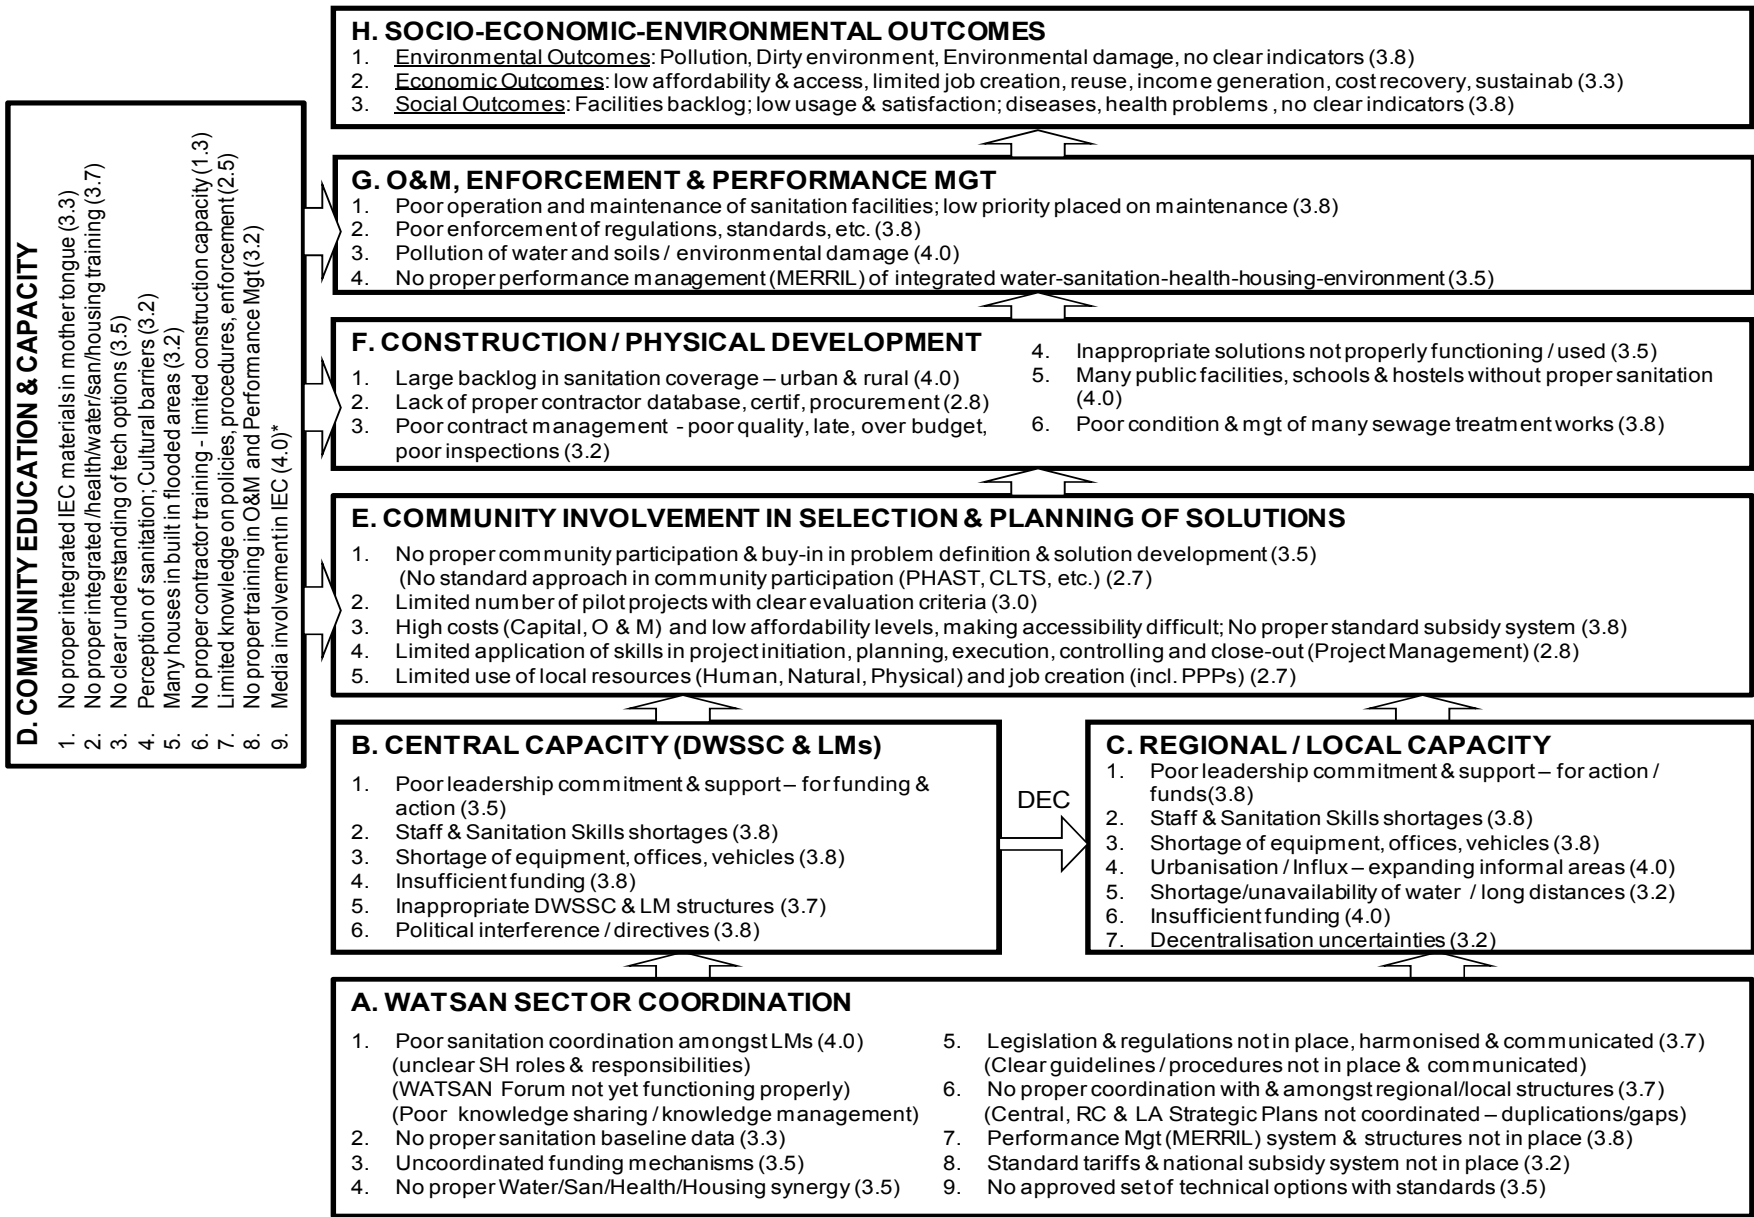 H. SOCIO-ECONOMIC-ENVIRONMENTAL OUTCOMES
1. Environmental Outcomes: Pollution, Dirty environment, Environmental damage, no clear indicators (3.8)
2. Economic Outcomes: low affordability & access, limited job creation, reuse, income generation, cost recovery, sustainab (3.3)
3. Social Outcomes: Facilities backlog; low usage & satisfaction; diseases, health problems , no clear indicators (3.8)
D. COMMUNITY EDUCATION & CAPACITY
1. No proper integrated IEC materials in mother tongue (3.3)
2. No proper integrated /health/water/san/housing training (3.7)
3. No clear understanding of tech options (3.5)
4. Perception of sanitation; Cultural barriers (3.2)
5. Many houses in built in flooded areas (3.2)
6. No proper contractor training - limited construction capacity (1.3)
7. Limited knowledge on policies, procedures, enforcement (2.5)
8. No proper training in O&M and Performance Mgt (3.2)
9. Media involvement in IEC (4.0)*
G. O&M, ENFORCEMENT & PERFORMANCE MGT
1. Poor operation and maintenance of sanitation facilities; low priority placed on maintenance (3.8)
2. Poor enforcement of regulations, standards, etc. (3.8)
3. Pollution of water and soils / environmental damage (4.0)
4. No proper performance management (MERRIL) of integrated water-sanitation-health-housing-environment (3.5)
F. CONSTRUCTION / PHYSICAL DEVELOPMENT
1. Large backlog in sanitation coverage – urban & rural (4.0)
2. Lack of proper contractor database, certif, procurement (2.8)
3. Poor contract management - poor quality, late, over budget,
poor inspections (3.2)
4. Inappropriate solutions not properly functioning / used (3.5)
5. Many public facilities, schools & hostels without proper sanitation
(4.0)
6. Poor condition & mgt of many sewage treatment works (3.8)
E. COMMUNITY INVOLVEMENT IN SELECTION & PLANNING OF SOLUTIONS
1. No proper community participation & buy-in in problem definition & solution development (3.5)
(No standard approach in community participation (PHAST, CLTS, etc.) (2.7)
2. Limited number of pilot projects with clear evaluation criteria (3.0)
3. High costs (Capital, O & M) and low affordability levels, making accessibility difficult; No proper standard subsidy system (3.8)
4. Limited application of skills in project initiation, planning, execution, controlling and close-out (Project Management) (2.8)
5. Limited use of local resources (Human, Natural, Physical) and job creation (incl. PPPs) (2.7)
B. CENTRAL CAPACITY (DWSSC & LMs)
1. Poor leadership commitment & support – for funding &
action (3.5)
2. Staff & Sanitation Skills shortages (3.8)
3. Shortage of equipment, offices, vehicles (3.8)
4. Insufficient funding (3.8)
5. Inappropriate DWSSC & LM structures (3.7)
6. Political interference / directives (3.8)
DEC
C. REGIONAL / LOCAL CAPACITY
1. Poor leadership commitment & support – for action /
funds(3.8)
2. Staff & Sanitation Skills shortages (3.8)
3. Shortage of equipment, offices, vehicles (3.8)
4. Urbanisation / Influx – expanding informal areas (4.0)
5. Shortage/unavailability of water / long distances (3.2)
6. Insufficient funding (4.0)
7. Decentralisation uncertainties (3.2)
A. WATSAN SECTOR COORDINATION
1. Poor sanitation coordination amongst LMs (4.0)
(unclear SH roles & responsibilities)
(WATSAN Forum not yet functioning properly)
(Poor knowledge sharing / knowledge management)
2. No proper sanitation baseline data (3.3)
3. Uncoordinated funding mechanisms (3.5)
4. No proper Water/San/Health/Housing synergy (3.5)
5. Legislation & regulations not in place, harmonised & communicated (3.7)
(Clear guidelines / procedures not in place & communicated)
6. No proper coordination with & amongst regional/local structures (3.7)
(Central, RC & LA Strategic Plans not coordinated – duplications/gaps)
7. Performance Mgt (MERRIL) system & structures not in place (3.8)
8. Standard tariffs & national subsidy system not in place (3.2)
9. No approved set of technical options with standards (3.5)